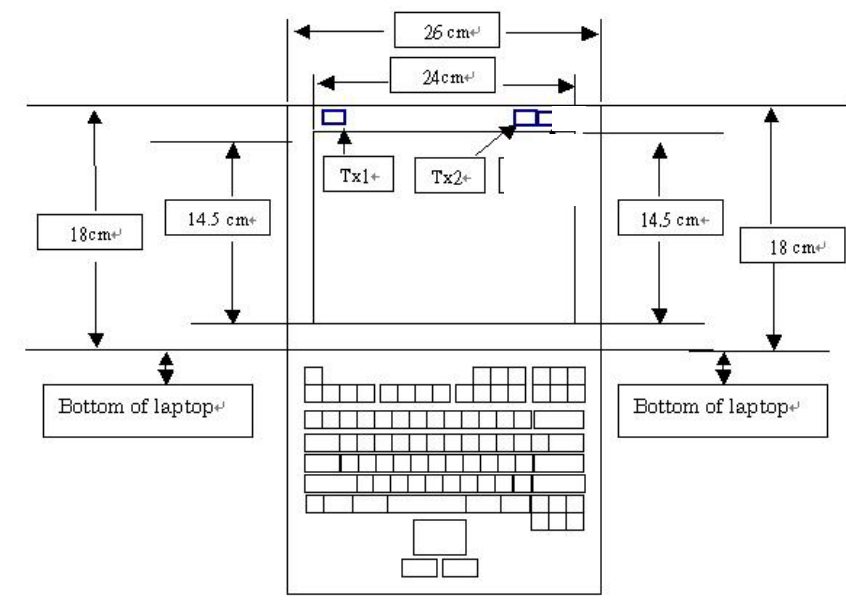 26 cm↵
24cm↵
Tx1↵
Tx2↵
14.5 cm↵
14.5 cm↵
18cm↵
18 cm↵
Bottom of laptop↵
Bottom of laptop↵